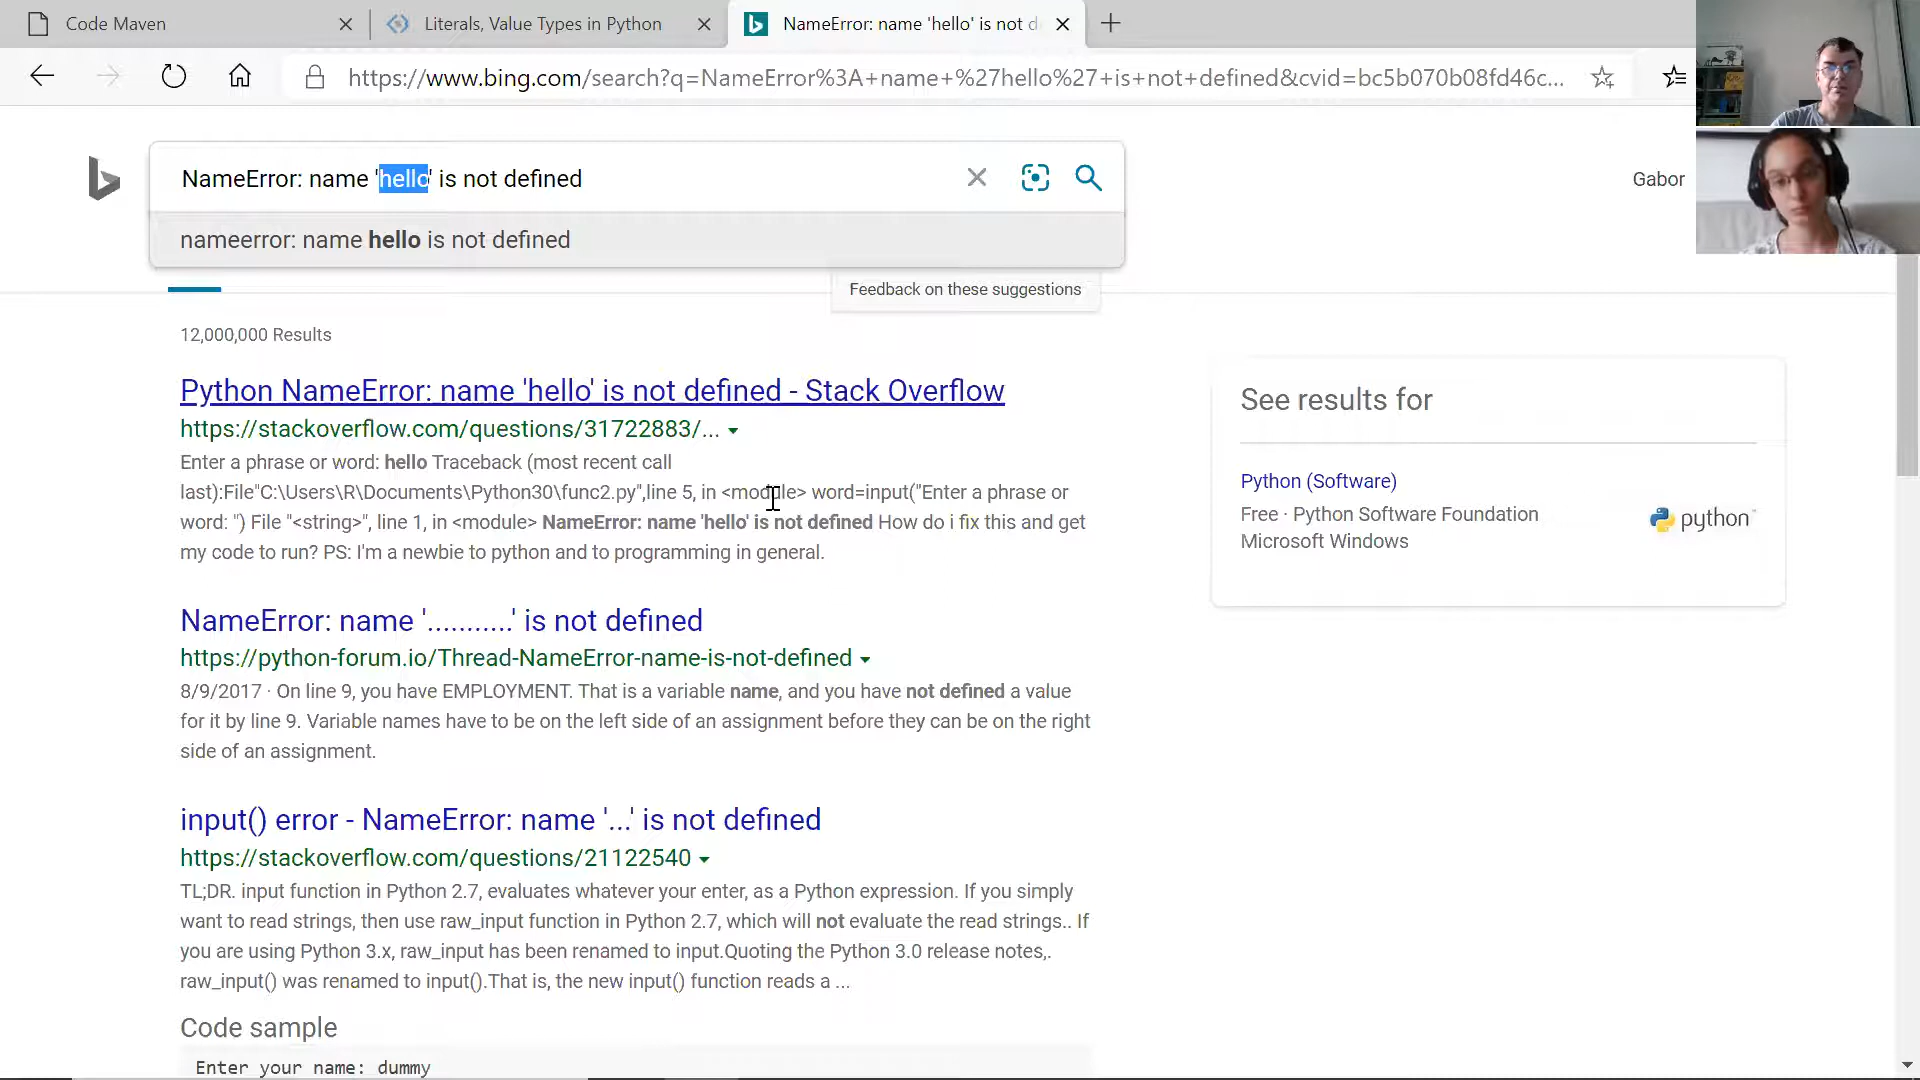 Code Maven
Literals, Value Types in Python
NameError: name 'hello' is not d
https://www.bing.com/search?q=NameError%3A+name+%27hello%27+is+not+defined&cvid=bc5b070b08fd46c...
NameError: name 'hello' is not defined
Gabor
nameerror: name hello is not defined
Feedback on these suggestions
12,000,000 Results
Python NameError: name 'hello' is not defined - Stack Overflow
https://stackoverflow.com/questions/31722883/...
Enter a phrase or word: hello Traceback (most recent call
last):File"C:\Users\R\Documents\Python30\func2.py",line 5, in <module> word=input("Enter a phrase or
word: ") File "<string>", line 1, in <module> NameError: name 'hello' is not defined How do i fix this and get
my code to run? PS: I'm a newbie to python and to programming in general.
NameError: name '...........' is not defined
https://python-forum.io/Thread-NameError-name-is-not-defined
8/9/2017 · On line 9, you have EMPLOYMENT. That is a variable name, and you have not defined a value
for it by line 9. Variable names have to be on the left side of an assignment before they can be on the right
side of an assignment.
input() error - NameError: name '...' is not defined
https://stackoverflow.com/questions/21122540
TL;DR. input function in Python 2.7, evaluates whatever your enter, as a Python expression. If you simply
want to read strings, then use raw_input function in Python 2.7, which will not evaluate the read strings.. If
you are using Python 3.x, raw_input has been renamed to input.Quoting the Python 3.0 release notes,.
raw_input() was renamed to input().That is, the new input() function reads a ...
Code sample
Enter your name: dummy
See results for
Python (Software)
Free · Python Software Foundation
Microsoft Windows
python